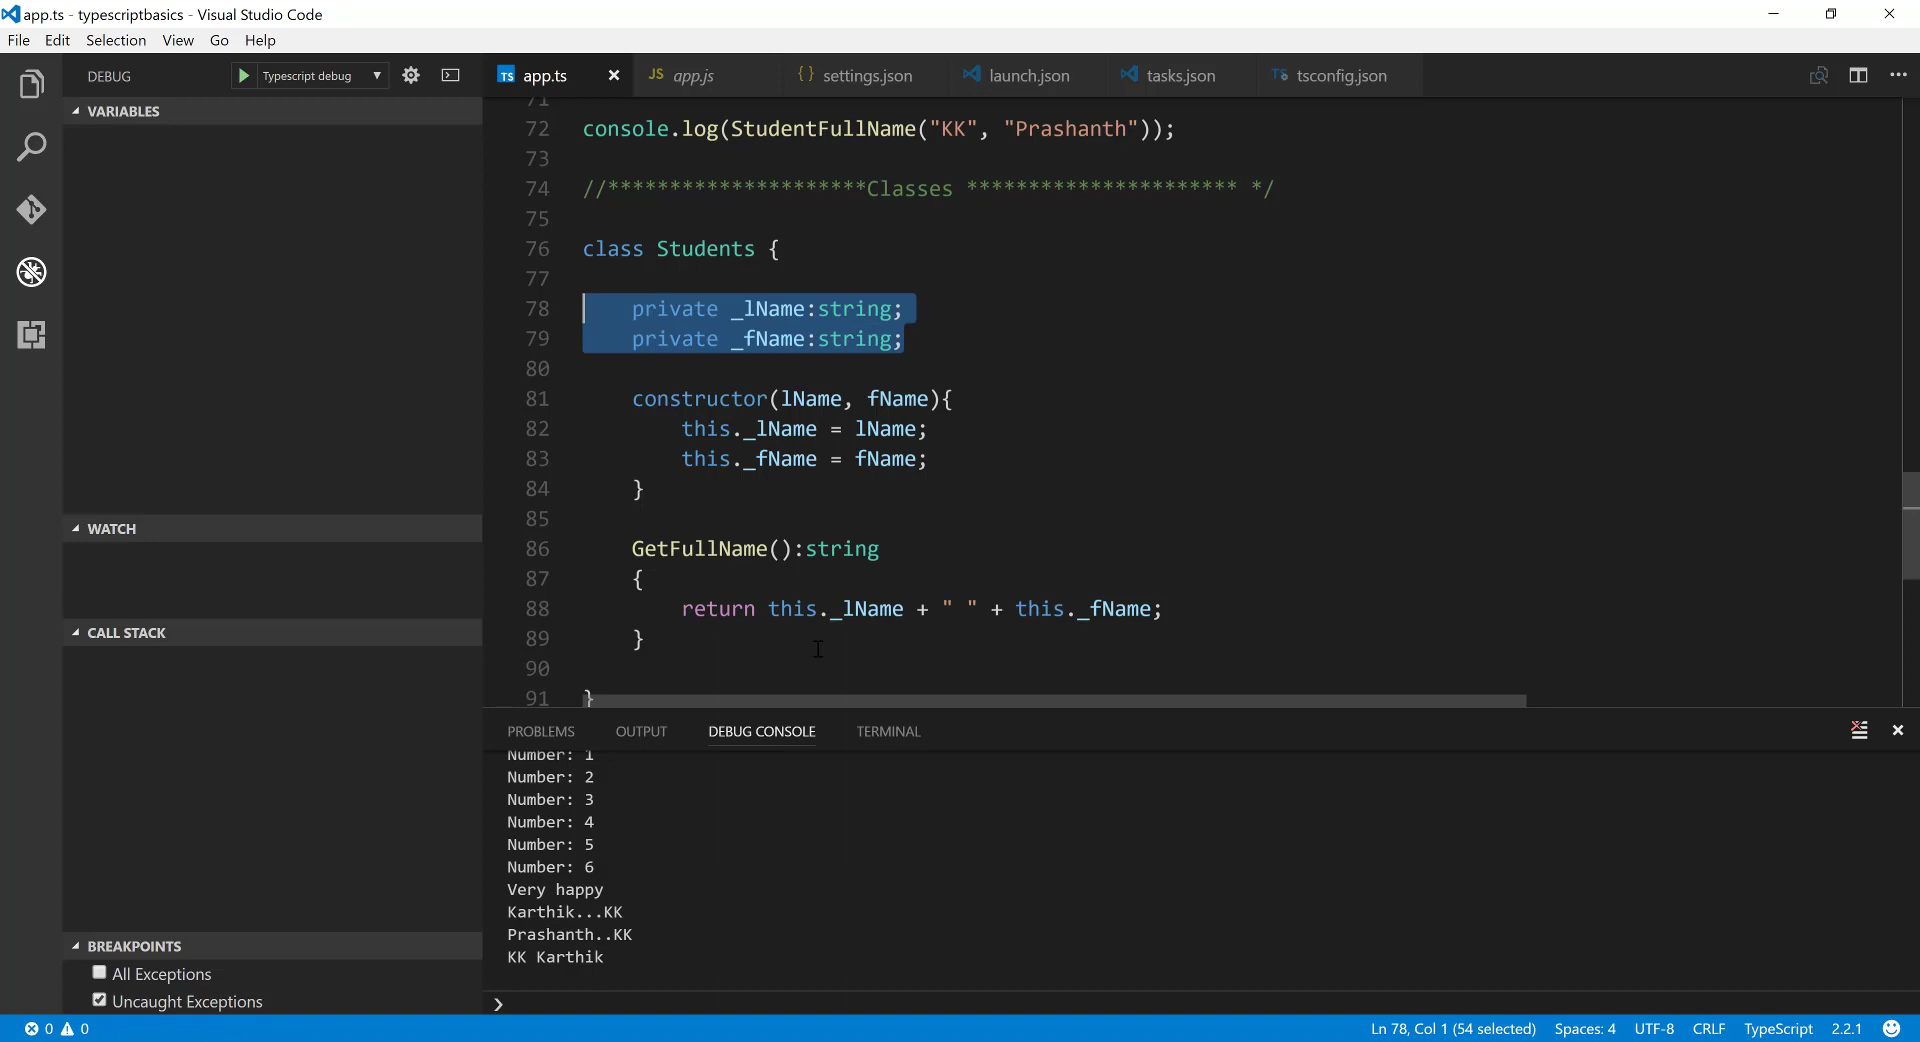 app.ts - typescriptbasics - Visual Studio Code
File Edit Selection View Go Help
DEBUG Typescript debug
TS app.ts JS app.js {} settings.json launch.json tasks.json TS tsconfig.json
VARIABLES
WATCH
CALL STACK
BREAKPOINTS
All Exceptions
Uncaught Exceptions
71
72 console.log(StudentFullName("KK", "Prashanth"));
73
74 //*********************Classes ********************** */
75
76 class Students {
77
78 private _lName:string;
79 private _fName:string;
80
81 constructor(lName, fName){
82 this._lName = lName;
83 this._fName = fName;
84 }
85
86 GetFullName():string
87 {
88 return this._lName + " " + this._fName;
89 }
90
91 }
PROBLEMS OUTPUT DEBUG CONSOLE TERMINAL
Number: 1
Number: 2
Number: 3
Number: 4
Number: 5
Number: 6
Very happy
Karthik...KK
Prashanth..KK
KK Karthik
0 0 Ln 78, Col 1 (54 selected) Spaces: 4 UTF-8 CRLF TypeScript 2.2.1